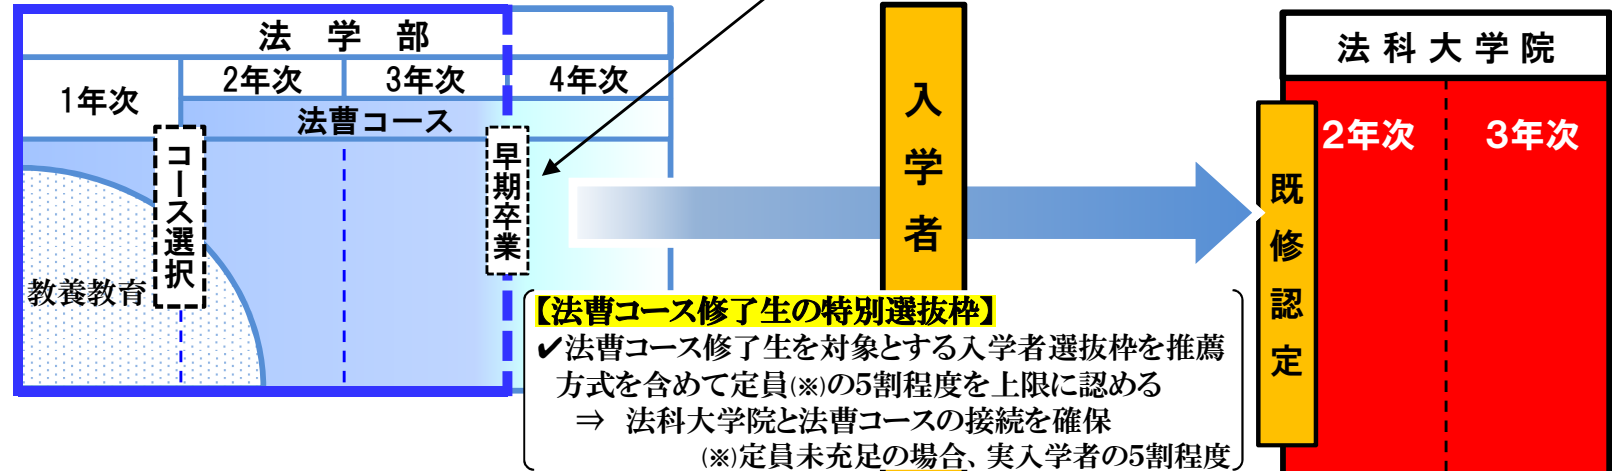 法学部
1年次
2年次
3年次
4年次
法曹コース
コース選択
早期卒業
教養教育
入学者
【法曹コース修了生の特別選抜枠】
✔法曹コース修了生を対象とする入学者選抜枠を推薦
方式を含めて定員(※)の5割程度を上限に認める
⇒ 法科大学院と法曹コースの接続を確保
(※)定員未充足の場合、実入学者の5割程度
法科大学院
既修認定
2年次
3年次